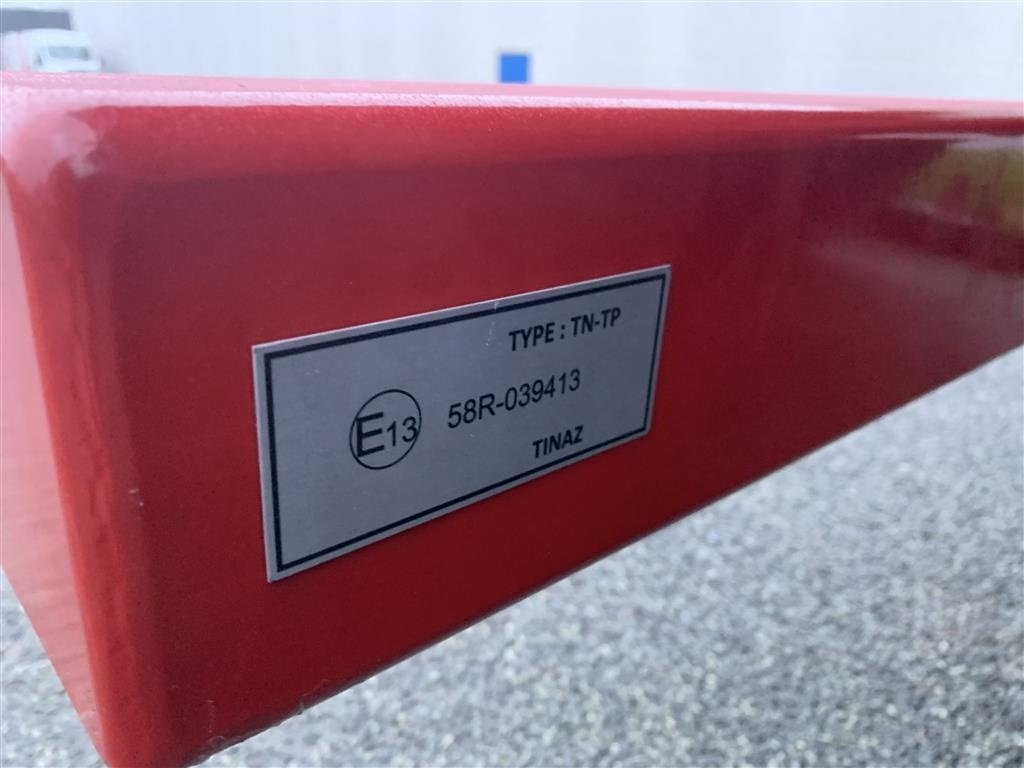 TYPE : TN-TP
E13 58R-039413
TINAZ